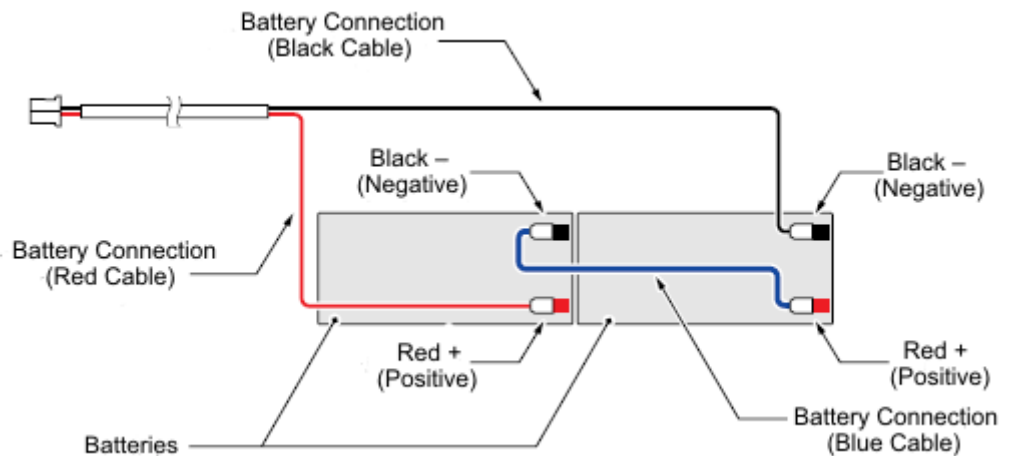 Battery Connection
(Black Cable)
Black –
(Negative)
Black –
(Negative)
Battery Connection
(Red Cable)
Red +
(Positive)
Red +
(Positive)
Battery Connection
(Blue Cable)
Batteries